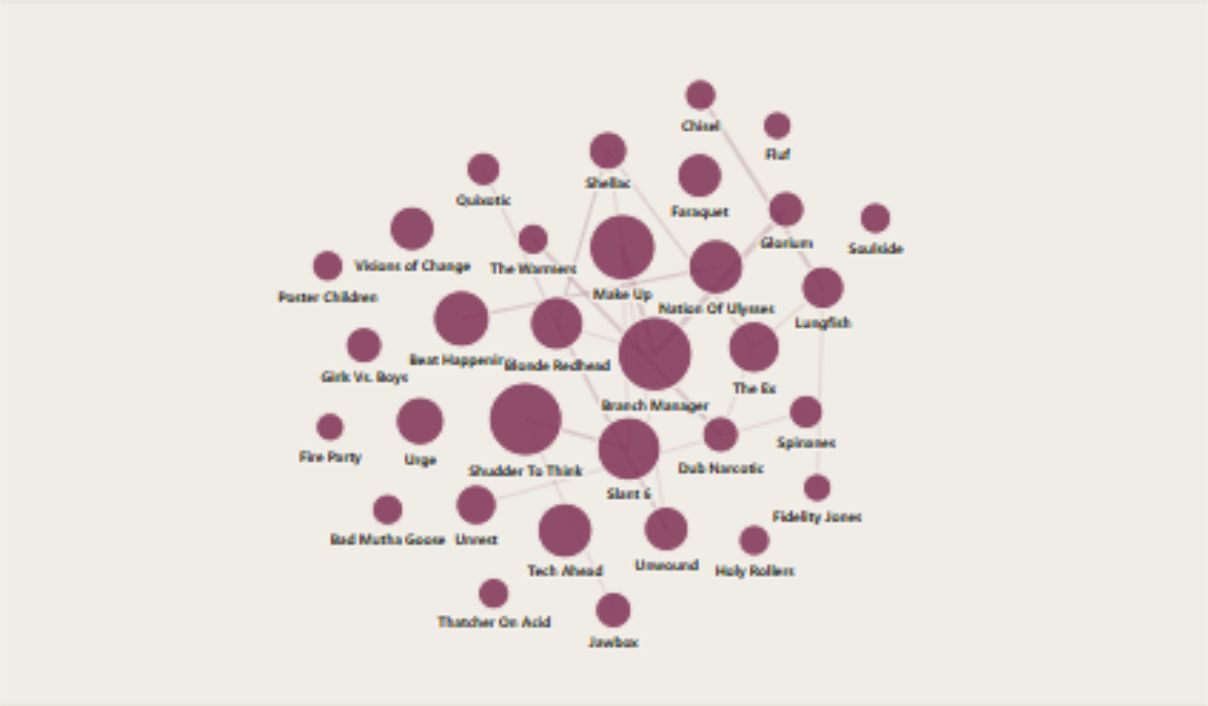 Chisel
Fluf
Shellac
Quixotic
Faraquet
Glorium
Soulside
Visions of Change
The Warmers
Poster Children
Make Up
Nation Of Ulysses
Lungfish
Beat Happenin
Blonde Redhead
Girls Vs. Boys
The Ex
Branch Manager
Spinanes
Fire Party
Urge
Shudder To Think
Dub Narcotic
Slant 6
Fidelity Jones
Bad Mutha Goose
Unrest
Unwound
Tech Ahead
Holy Rollers
Thatcher On Acid
Jawbox